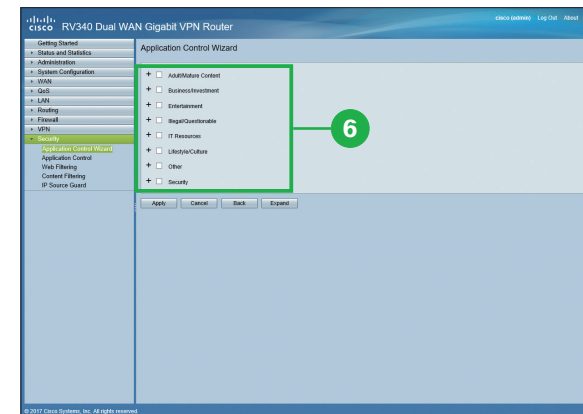 cisco RV340 Dual WAN Gigabit VPN Router
cisco (admin) Log Out About
Getting Started
Status and Statistics
Administration
System Configuration
WAN
QoS
LAN
Routing
Firewall
VPN
Security
Application Control Wizard
Application Control
Web Filtering
Content Filtering
IP Source Guard
Application Control Wizard
+ Adult/Mature Content
+ Business/Investment
+ Entertainment
+ Illegal/Questionable
+ IT Resources
+ Lifestyle/Culture
+ Other
+ Security
6
Apply Cancel Back Expand
© 2017 Cisco Systems, Inc. All rights reserved.